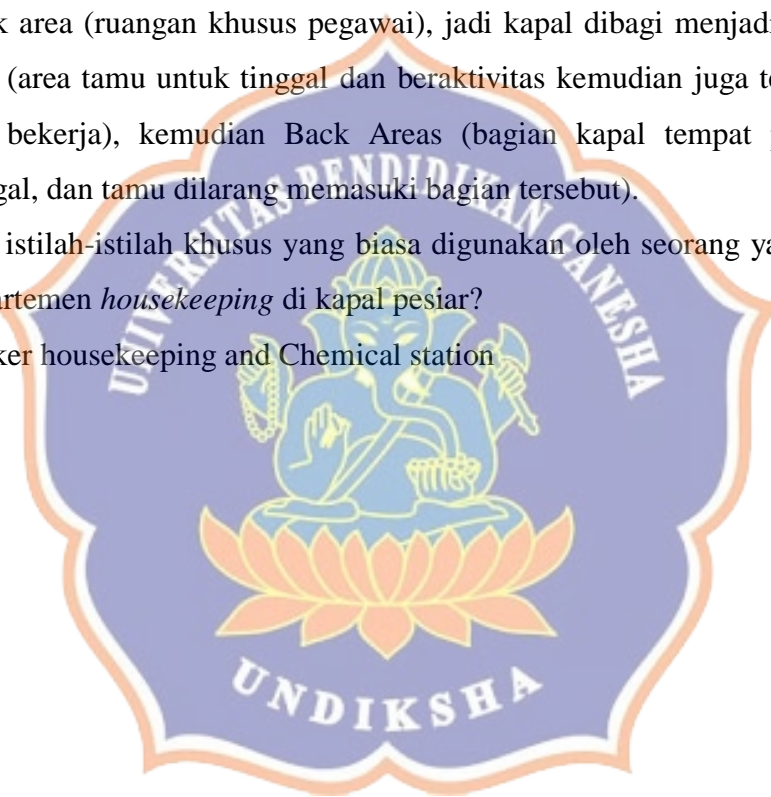 k area (ruangan khusus pegawai), jadi kapal dibagi menjadi
(area tamu untuk tinggal dan beraktivitas kemudian juga te
bekerja), kemudian Back Areas (bagian kapal tempat
gal, dan tamu dilarang memasuki bagian tersebut).
istilah-istilah khusus yang biasa digunakan oleh seorang ya
artemen housekeeping di kapal pesiar?
ker housekeeping and Chemical station
UNIVERSITAS PENDIDIKAN GANESHA
UNDIKSHA